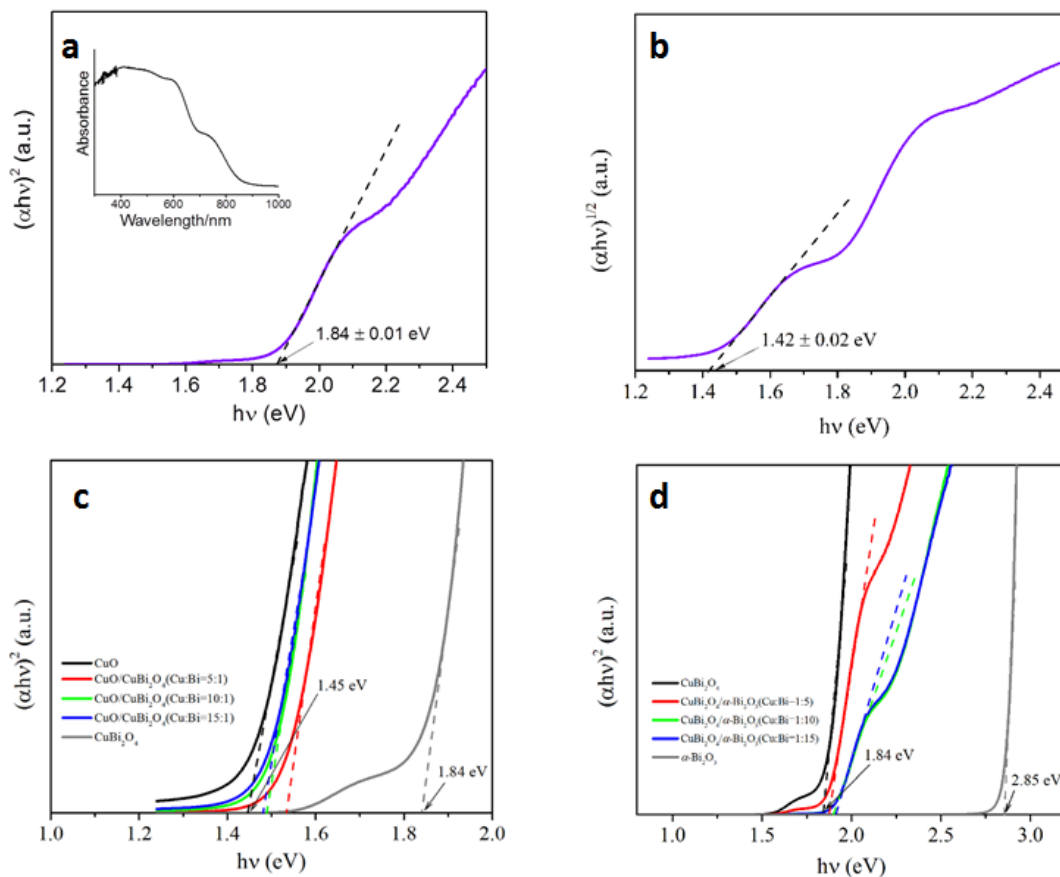 a
(αhν)² (a.u.)
Absorbance
400 600 800 1000
Wavelength/nm
1.84 ± 0.01 eV
1.2 1.4 1.6 1.8 2.0 2.2 2.4
hν (eV)
b
(αhν)^1/2 (a.u.)
1.42 ± 0.02 eV
1.2 1.4 1.6 1.8 2.0 2.2 2.4
hν (eV)
c
(αhν)² (a.u.)
CuO
CuO/CuBi₂O₄(Cu:Bi=5:1)
CuO/CuBi₂O₄(Cu:Bi=10:1)
CuO/CuBi₂O₄(Cu:Bi=15:1)
CuBi₂O₄
1.45 eV
1.84 eV
1.0 1.2 1.4 1.6 1.8 2.0
hν (eV)
d
(αhν)² (a.u.)
CuBi₂O₄
CuBi₂O₄/α-Bi₂O₃(Cu:Bi=1:5)
CuBi₂O₄/α-Bi₂O₃(Cu:Bi=1:10)
CuBi₂O₄/α-Bi₂O₃(Cu:Bi=1:15)
α-Bi₂O₃
1.84 eV
2.85 eV
1.0 1.5 2.0 2.5 3.0
hν (eV)